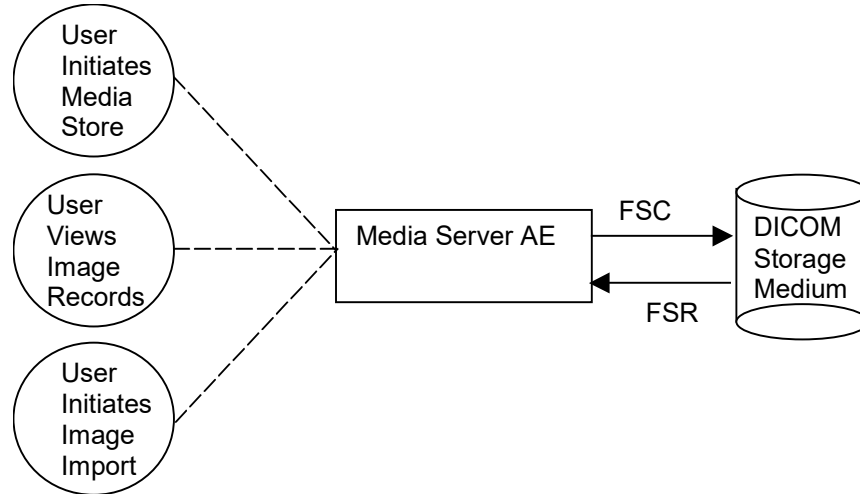 User
Initiates
Media
Store
User
Views
Image
Records
User
Initiates
Image
Import
Media Server AE
FSC
FSR
DICOM
Storage
Medium